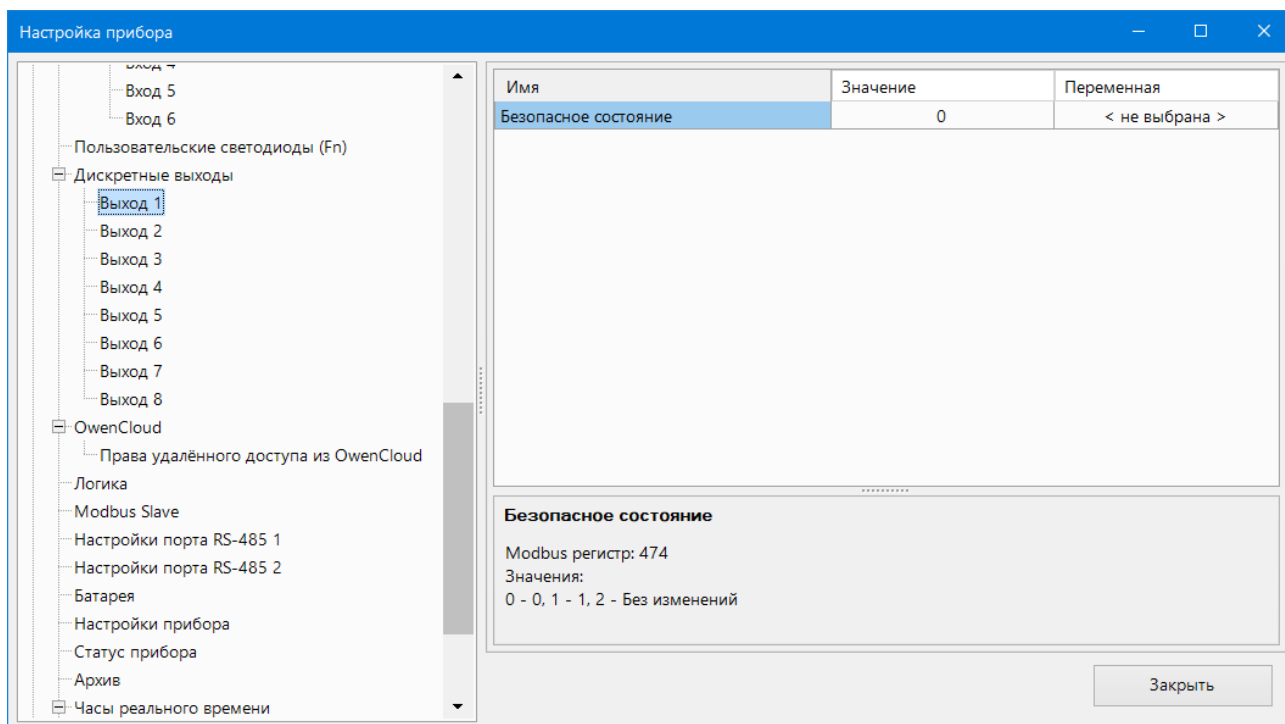 Настройка прибора
Вход 4
Вход 5
Вход 6
Пользовательские светодиоды (Fn)
Дискретные выходы
Выход 1
Выход 2
Выход 3
Выход 4
Выход 5
Выход 6
Выход 7
Выход 8
OwenCloud
Права удалённого доступа из OwenCloud
Логика
Modbus Slave
Настройки порта RS-485 1
Настройки порта RS-485 2
Батарея
Настройки прибора
Статус прибора
Архив
Часы реального времени
Имя Значение Переменная
Безопасное состояние 0 < не выбрана >
Безопасное состояние
Modbus регистр: 474
Значения:
0 - 0, 1 - 1, 2 - Без изменений
Закрыть